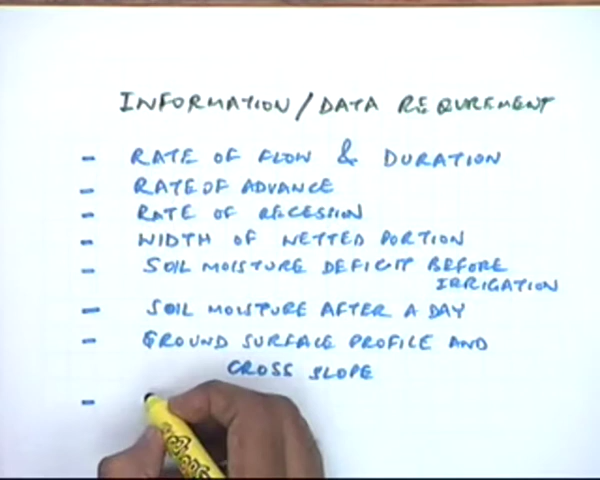 INFORMATION/DATA REQUREMENT
- RATE OF FLOW & DURATION
- RATE OF ADVANCE
- RATE OF RECESSION
- WIDTH OF WETTED PORTION
- SOIL MOISTURE DEFICIT BEFORE
IRRIGATION
- SOIL MOISTURE AFTER A DAY
- GROUND SURFACE PROFILE AND
CROSS SLOPE
-